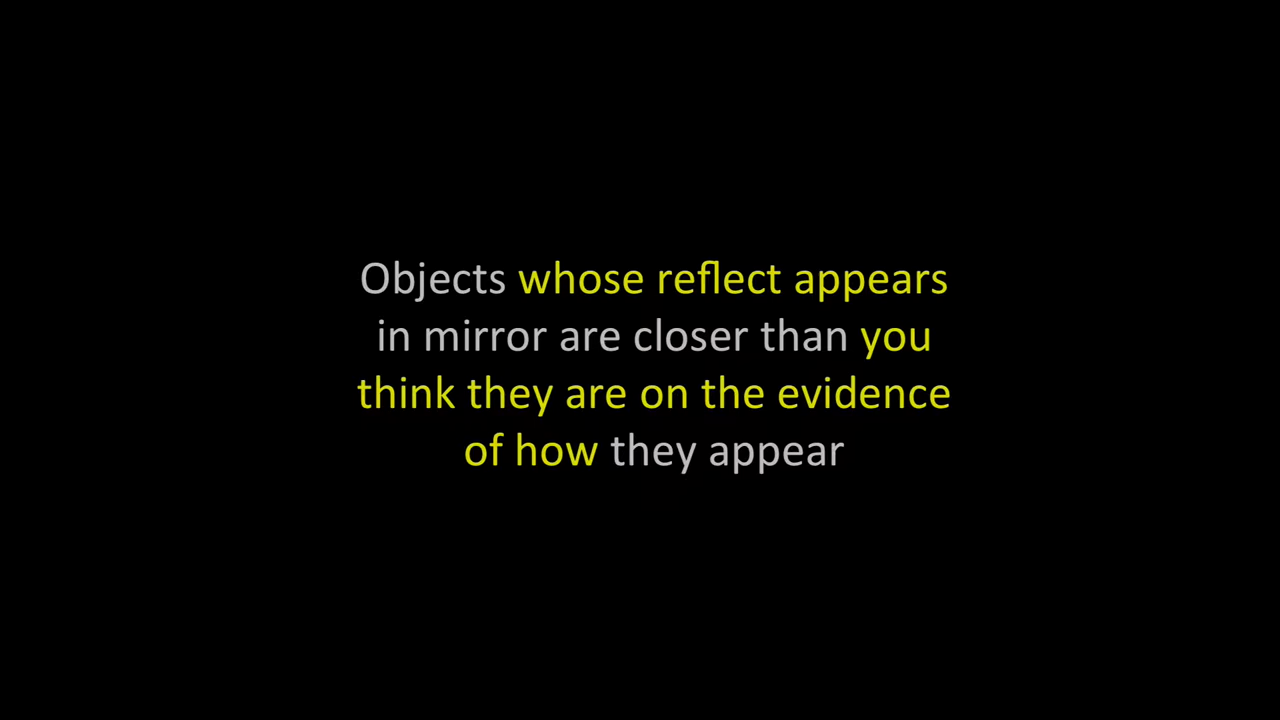 Objects whose reflect appears
in mirror are closer than you
think they are on the evidence
of how they appear